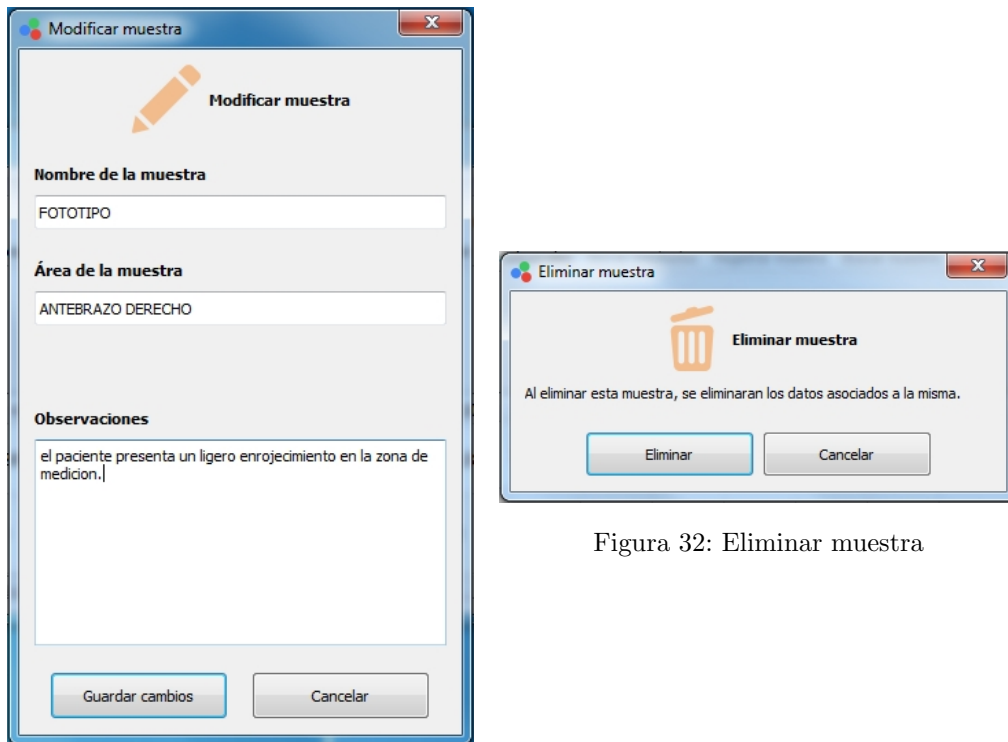 Modificar muestra
Modificar muestra
Nombre de la muestra
FOTOTIPO
Área de la muestra
ANTEBRAZO DERECHO
Observaciones
el paciente presenta un ligero enrojecimiento en la zona de
medicion.
Guardar cambios
Cancelar
Eliminar muestra
Eliminar muestra
Al eliminar esta muestra, se eliminaran los datos asociados a la misma.
Eliminar
Cancelar
Figura 32: Eliminar muestra